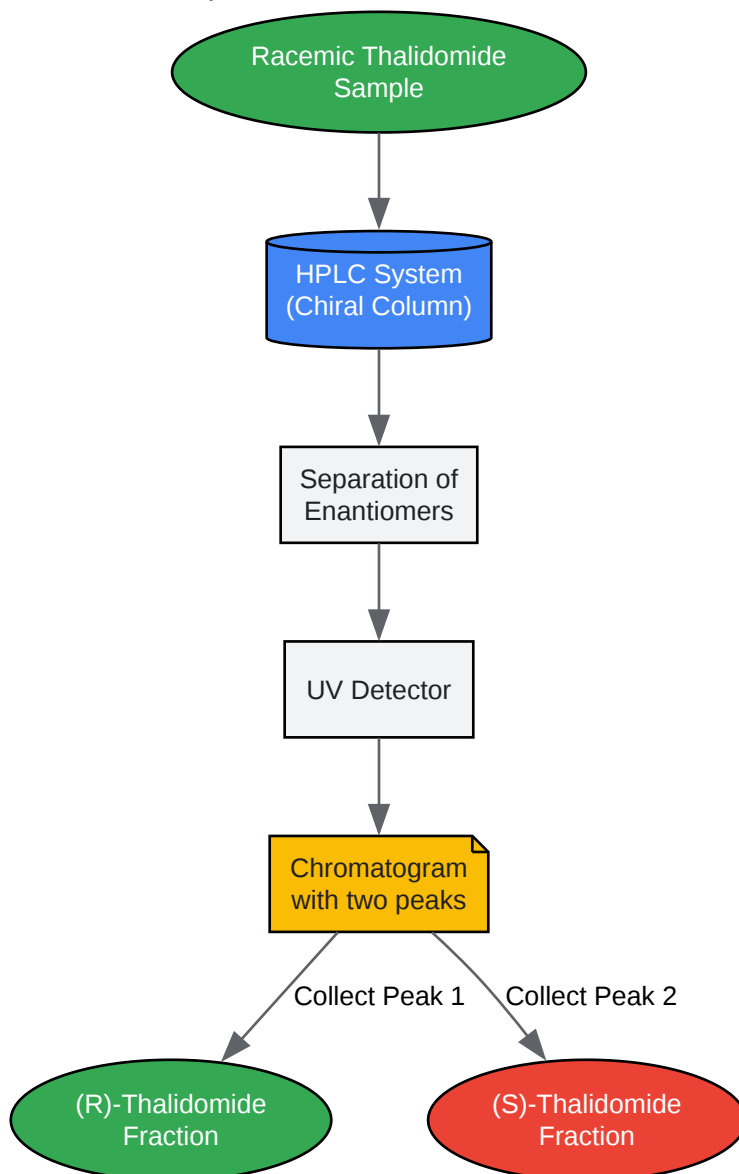 Racemic Thalidomide
Sample
HPLC System
(Chiral Column)
Separation of
Enantiomers
UV Detector
Chromatogram
with two peaks
Collect Peak 1
Collect Peak 2
(R)-Thalidomide
Fraction
(S)-Thalidomide
Fraction